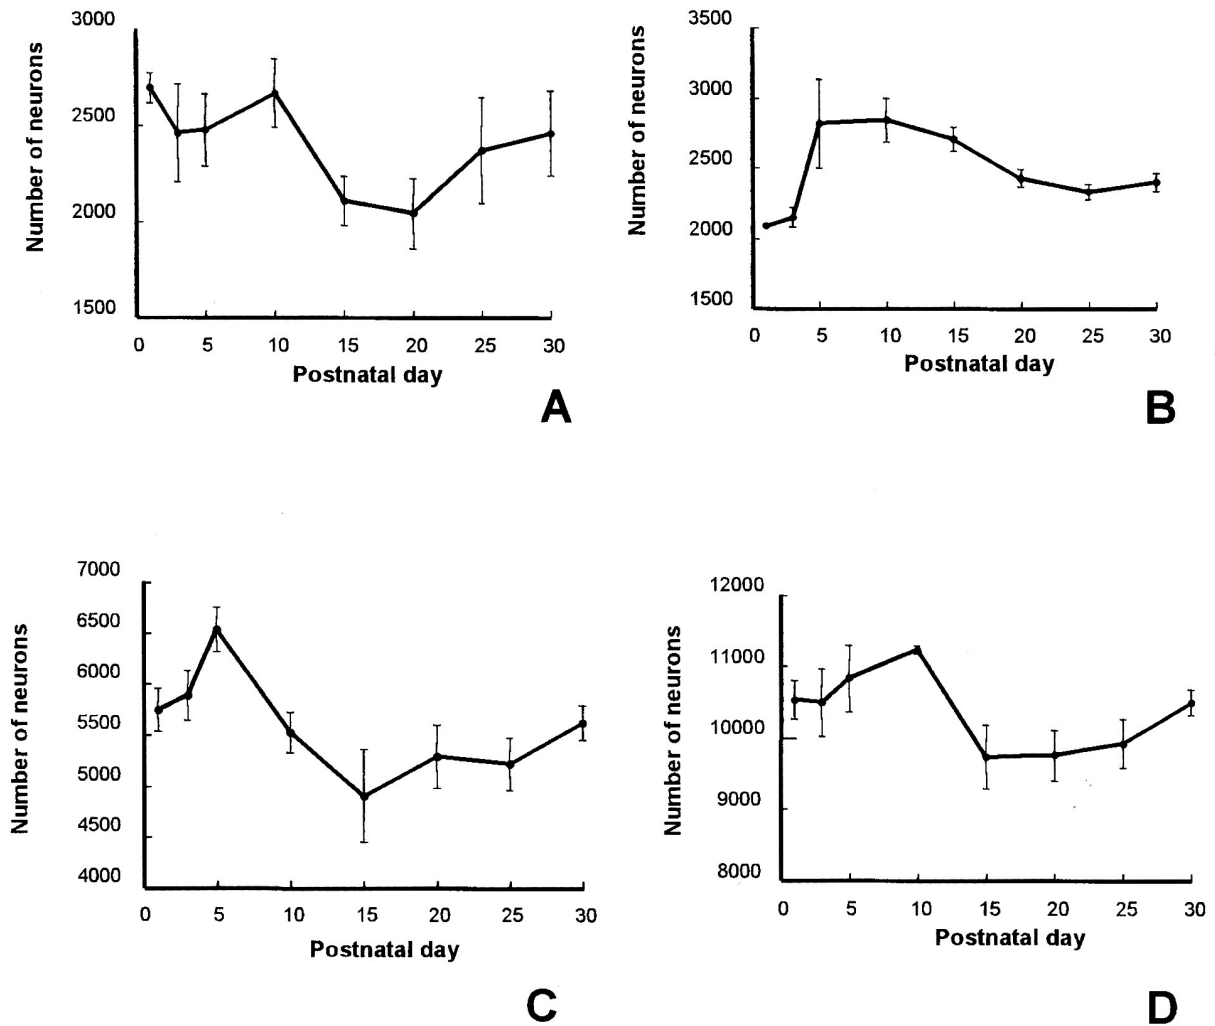 3000
2500
2000
1500
Number of neurons
0 5 10 15 20 25 30
Postnatal day
A
3500
3000
2500
2000
1500
Number of neurons
0 5 10 15 20 25 30
Postnatal day
B
7000
6500
6000
5500
5000
4500
4000
Number of neurons
0 5 10 15 20 25 30
Postnatal day
C
12000
11000
10000
9000
8000
Number of neurons
0 5 10 15 20 25 30
Postnatal day
D